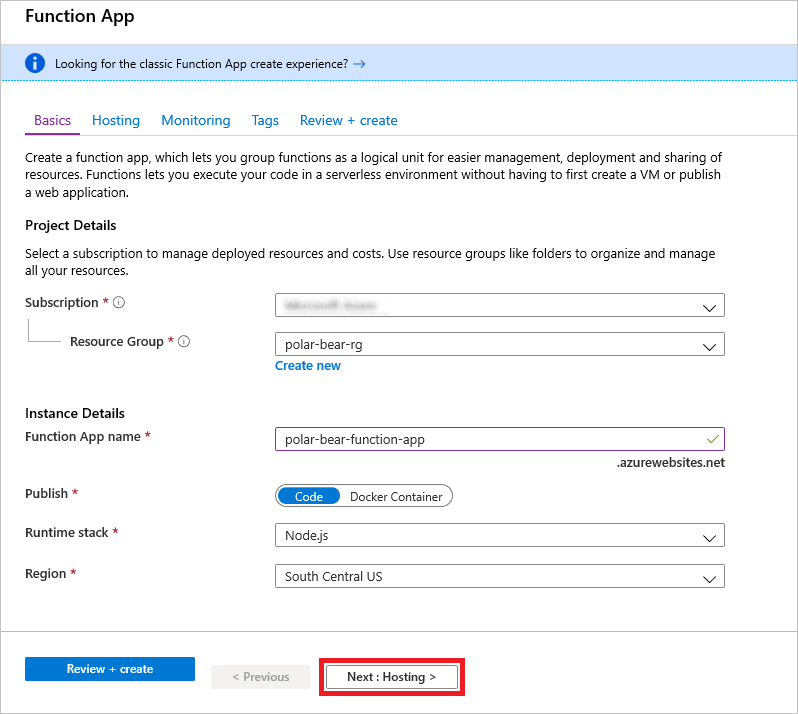 Function App
Looking for the classic Function App create experience? →
Basics Hosting Monitoring Tags Review + create
Create a function app, which lets you group functions as a logical unit for easier management, deployment and sharing of
resources. Functions lets you execute your code in a serverless environment without having to first create a VM or publish
a web application.
Project Details
Select a subscription to manage deployed resources and costs. Use resource groups like folders to organize and manage
all your resources.
Subscription *
Resource Group * polar-bear-rg
Create new
Instance Details
Function App name * polar-bear-function-app
.azurewebsites.net
Publish * Code Docker Container
Runtime stack * Node.js
Region * South Central US
Review + create < Previous Next : Hosting >